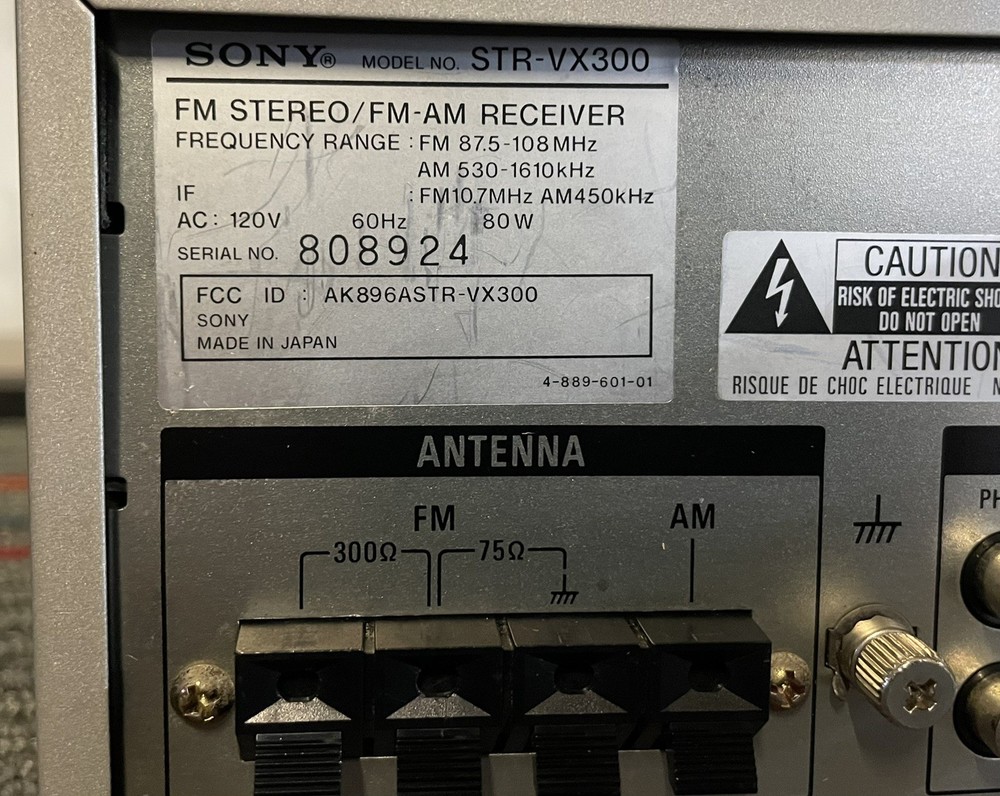 SONY® MODEL NO. STR-VX300
FM STEREO/FM-AM RECEIVER
FREQUENCY RANGE : FM 87.5-108MHz
AM 530-1610kHz
IF : FM10.7MHz AM450kHz
AC: 120V 60Hz 80W
SERIAL NO. 808924
FCC ID : AK896ASTR-VX300
SONY
MADE IN JAPAN
4-889-601-01
CAUTION
RISK OF ELECTRIC SHO
DO NOT OPEN
ATTENTION
RISQUE DE CHOC ELECTRIQUE
ANTENNA
FM AM
300Ω 75Ω
PH